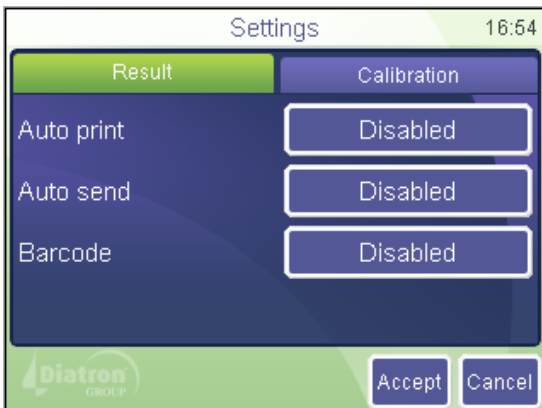 Settings 16:54
Result Calibration
Auto print Disabled
Auto send Disabled
Barcode Disabled
Diatron
GROUP
Accept Cancel